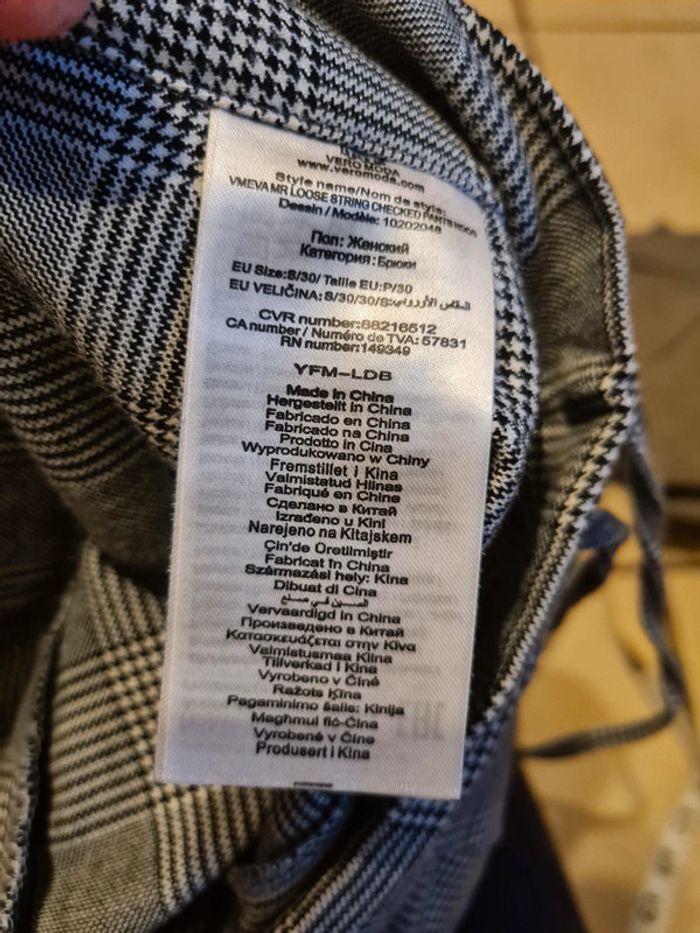 VERO MODA
www.veromoda.com
Style name/Nom de style:
VMEVA MR LOOSE STRING CHECKED PANTS NOOS
Dessin / Modèle: 10202048
Пол: Женский
Категория: Брюки
EU Size:S/30/ Taille EU:P/30
EU VELIČINA: S/30/30/S:المقاس الأوروبي
CVR number:88216512
CA number / Numéro de TVA: 57831
RN number:149349
YFM-LDB
Made in China
Hergestellt in China
Fabricado en China
Fabricado na China
Prodotto in Cina
Wyprodukowano w Chiny
Fremstillet i Kina
Valmistatud Hiinas
Fabriqué en Chine
Сделано в Китай
Izrađeno u Kini
Narejeno na Kitajskem
Çin'de Üretilmiştir
Fabricat în China
Származási hely: Kína
Dibuat di Cina
الصين في صنع
Vervaardigd in China
Произведено в Китай
Κατασκευάζεται στην Κίνα
Valmistusmaa Kiina
Tillverkad i Kina
Vyrobeno v Číně
Ražots Ķīna
Pagaminimo šalis: Kinija
Magħmul fiċ-Ċina
Vyrobené v Číne
Produsert i Kina